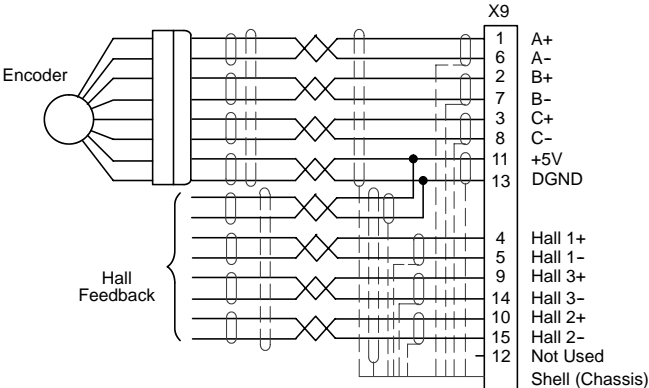 X9
1 A+
6 A-
2 B+
7 B-
3 C+
8 C-
11 +5V
13 DGND
4 Hall 1+
5 Hall 1-
9 Hall 3+
14 Hall 3-
10 Hall 2+
15 Hall 2-
12 Not Used
Shell (Chassis)
Encoder
Hall
Feedback